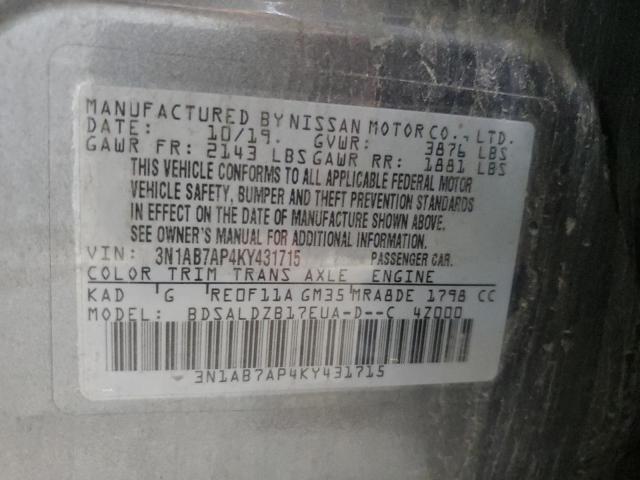 MANUFACTURED BY NISSAN MOTOR CO., LTD.
DATE: 10/19. GVWR: 3876 LBS
GAWR FR: 2143 LBS GAWR RR: 1881 LBS
THIS VEHICLE CONFORMS TO ALL APPLICABLE FEDERAL MOTOR
VEHICLE SAFETY, BUMPER AND THEFT PREVENTION STANDARDS
IN EFFECT ON THE DATE OF MANUFACTURE SHOWN ABOVE.
SEE OWNER'S MANUAL FOR ADDITIONAL INFORMATION.
VIN: 3N1AB7AP4KY431715 PASSENGER CAR.
COLOR TRIM TRANS AXLE ENGINE
KAD G RE0F11A GM35 MRA8DE 1798 CC
MODEL: BDSALDZB17EUA-D--C 4Z000
3N1AB7AP4KY431715